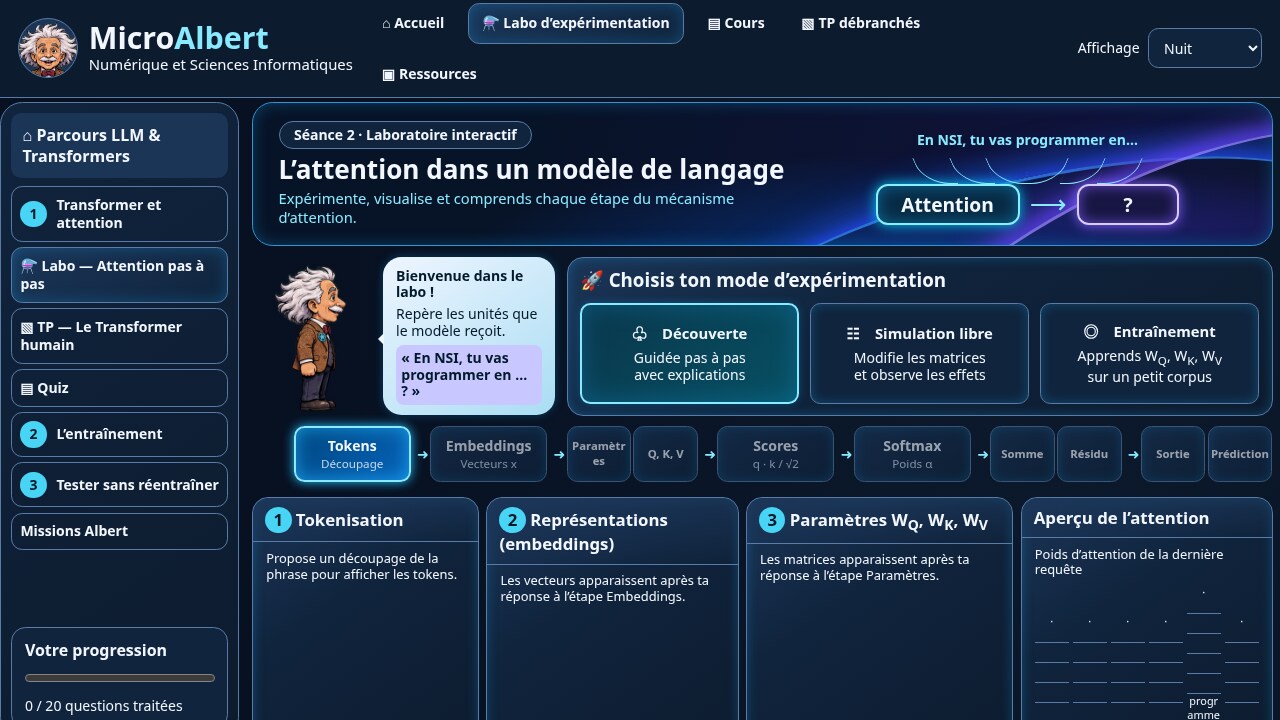 MicroAlbert
Numérique et Sciences Informatiques
⌂ Accueil
⚗ Labo d’expérimentation
▤ Cours
▧ TP débranchés
▣ Ressources
Affichage
Nuit
⌂ Parcours LLM &
Transformers
1 Transformer et
attention
⚗ Labo — Attention pas à
pas
▧ TP — Le Transformer
humain
▤ Quiz
2 L’entraînement
3 Tester sans réentraîner
Missions Albert
Votre progression
0 / 20 questions traitées
Séance 2 · Laboratoire interactif
L’attention dans un modèle de langage
Expérimente, visualise et comprends chaque étape du mécanisme
d’attention.
En NSI, tu vas programmer en…
Attention
⟶
?
Bienvenue dans le
labo !
Repère les unités que
le modèle reçoit.
« En NSI, tu vas
programmer en …
? »
🚀 Choisis ton mode d’expérimentation
♧ Découverte
Guidée pas à pas
avec explications
☷ Simulation libre
Modifie les matrices
et observe les effets
◎ Entraînement
Apprends WQ, WK, WV
sur un petit corpus
Tokens
Découpage
➜
Embeddings
Vecteurs x
➜
Paramètr
es
Q, K, V
➜
Scores
q · k / √2
➜
Softmax
Poids α
➜
Somme
Résidu
➜
Sortie
Prédiction
1 Tokenisation
Propose un découpage de la
phrase pour afficher les tokens.
2 Représentations
(embeddings)
Les vecteurs apparaissent après ta
réponse à l’étape Embeddings.
3 Paramètres WQ, WK, WV
Les matrices apparaissent après ta
réponse à l’étape Paramètres.
Aperçu de l’attention
Poids d’attention de la dernière
requête
· · · · · ·
progr
amme